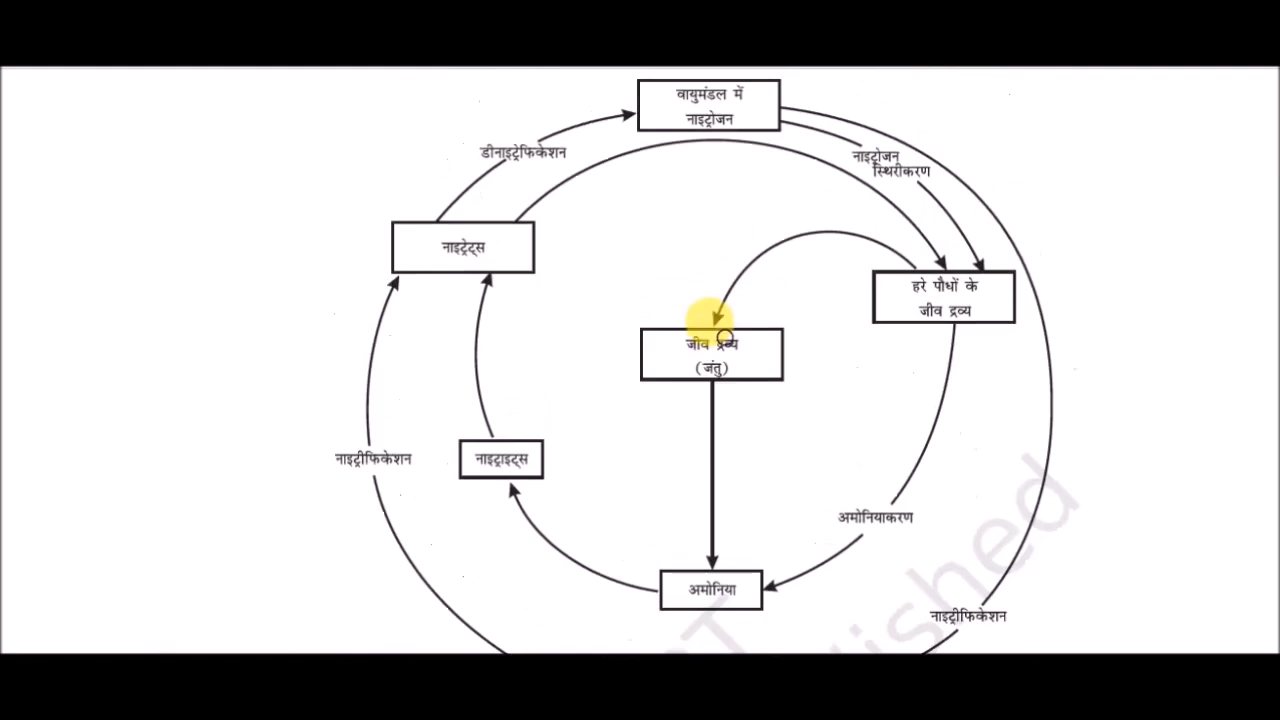 वायुमंडल में
नाइट्रोजन
डीनाइट्रेफिकेशन
नाइट्रोजन
स्थिरीकरण
नाइट्रेट्स
हरे पौधों के
जीव द्रव्य
जीव द्रव्य
(जंतु)
नाइट्रीफिकेशन
नाइट्राइट्स
अमोनियाकरण
अमोनिया
नाइट्रीफिकेशन